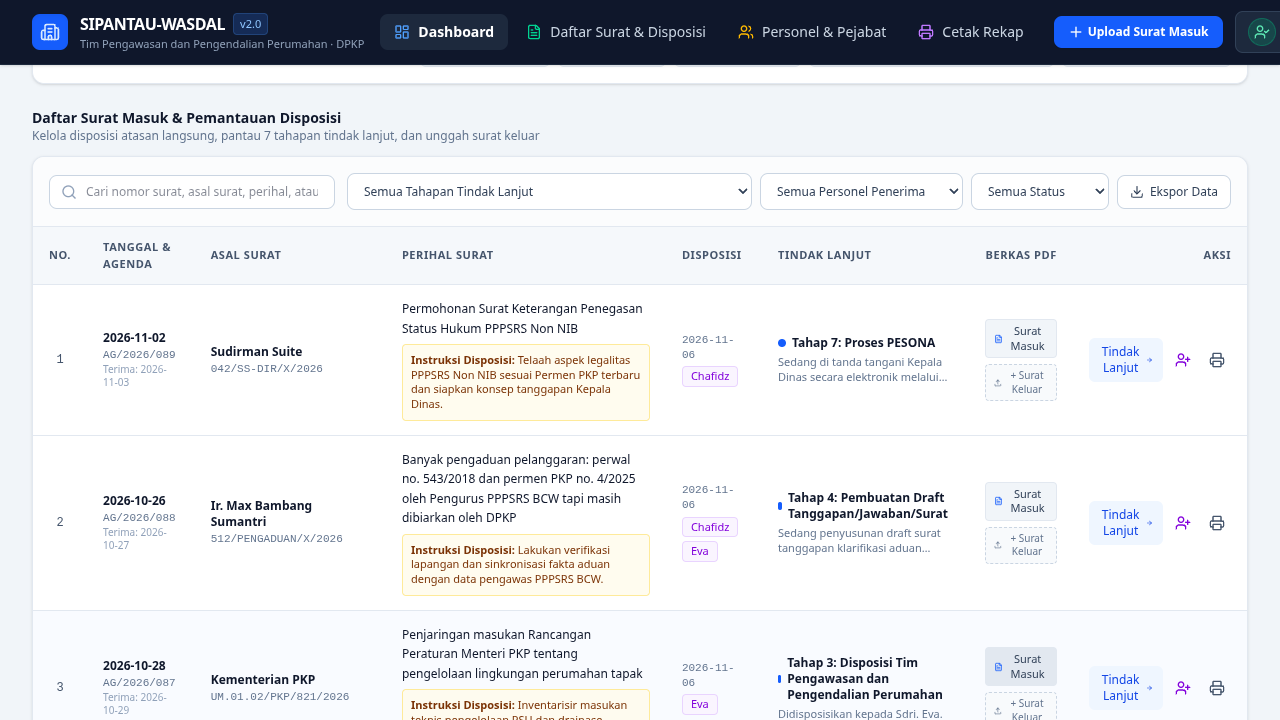 SIPANTAU-WASDAL v2.0
Tim Pengawasan dan Pengendalian Perumahan · DPKP
Dashboard
Daftar Surat & Disposisi
Personel & Pejabat
Cetak Rekap
Upload Surat Masuk
Daftar Surat Masuk & Pemantauan Disposisi
Kelola disposisi atasan langsung, pantau 7 tahapan tindak lanjut, dan unggah surat keluar
Cari nomor surat, asal surat, perihal, atau
Semua Tahapan Tindak Lanjut
Semua Personel Penerima
Semua Status
Ekspor Data
NO.
TANGGAL &
AGENDA
ASAL SURAT
PERIHAL SURAT
DISPOSISI
TINDAK LANJUT
BERKAS PDF
AKSI
1
2026-11-02
AG/2026/089
Terima: 2026-
11-03
Sudirman Suite
042/SS-DIR/X/2026
Permohonan Surat Keterangan Penegasan
Status Hukum PPPSRS Non NIB
Instruksi Disposisi: Telaah aspek legalitas
PPPSRS Non NIB sesuai Permen PKP terbaru
dan siapkan konsep tanggapan Kepala
Dinas.
2026-11-
06
Chafidz
Tahap 7: Proses PESONA
Sedang di tanda tangani Kepala
Dinas secara elektronik melalui...
Surat
Masuk
+ Surat
Keluar
Tindak
Lanjut
2
2026-10-26
AG/2026/088
Terima: 2026-
10-27
Ir. Max Bambang
Sumantri
512/PENGADUAN/X/2026
Banyak pengaduan pelanggaran: perwal
no. 543/2018 dan permen PKP no. 4/2025
oleh Pengurus PPPSRS BCW tapi masih
dibiarkan oleh DPKP
Instruksi Disposisi: Lakukan verifikasi
lapangan dan sinkronisasi fakta aduan
dengan data pengawas PPPSRS BCW.
2026-11-
06
Chafidz
Eva
Tahap 4: Pembuatan Draft
Tanggapan/Jawaban/Surat
Sedang penyusunan draft surat
tanggapan klarifikasi aduan...
Surat
Masuk
+ Surat
Keluar
Tindak
Lanjut
3
2026-10-28
AG/2026/087
Terima: 2026-
10-29
Kementerian PKP
UM.01.02/PKP/821/2026
Penjaringan masukan Rancangan
Peraturan Menteri PKP tentang
pengelolaan lingkungan perumahan tapak
Instruksi Disposisi: Inventarisir masukan
teknis pengelolaan PSU dan drainase
2026-11-
06
Eva
Tahap 3: Disposisi Tim
Pengawasan dan
Pengendalian Perumahan
Didisposisikan kepada Sdri. Eva.
Surat
Masuk
+ Surat
Keluar
Tindak
Lanjut